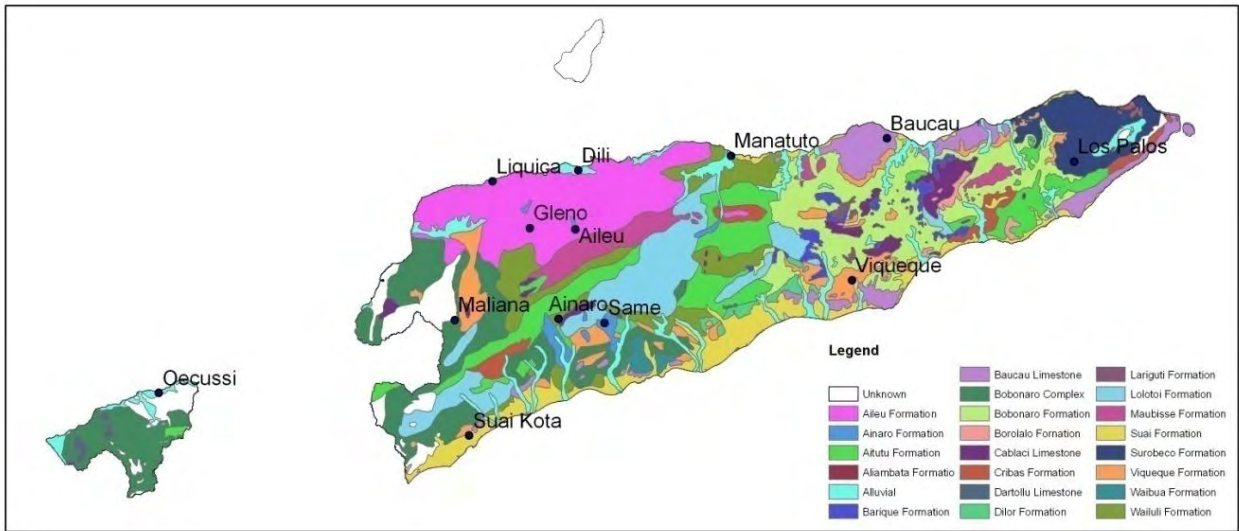 Baucau
Manatuto
Los Palos
Dili
Liquiça
Gleno
Aileu
Viqueque
Maliana
Ainaro
Same
Oecussi
Suai Kota
Legend
Unknown
Aileu Formation
Ainaro Formation
Aitutu Formation
Aliambata Formatio
Alluvial
Barique Formation
Baucau Limestone
Bobonaro Complex
Bobonaro Formation
Borolalo Fornation
Cablaci Limestone
Cribas Formation
Dartollu Limestone
Dilor Formation
Lariguti Formation
Lolotoi Formation
Maubisse Formation
Suai Formation
Surobeco Formation
Viqueque Formation
Waibua Formation
Wailuli Formation